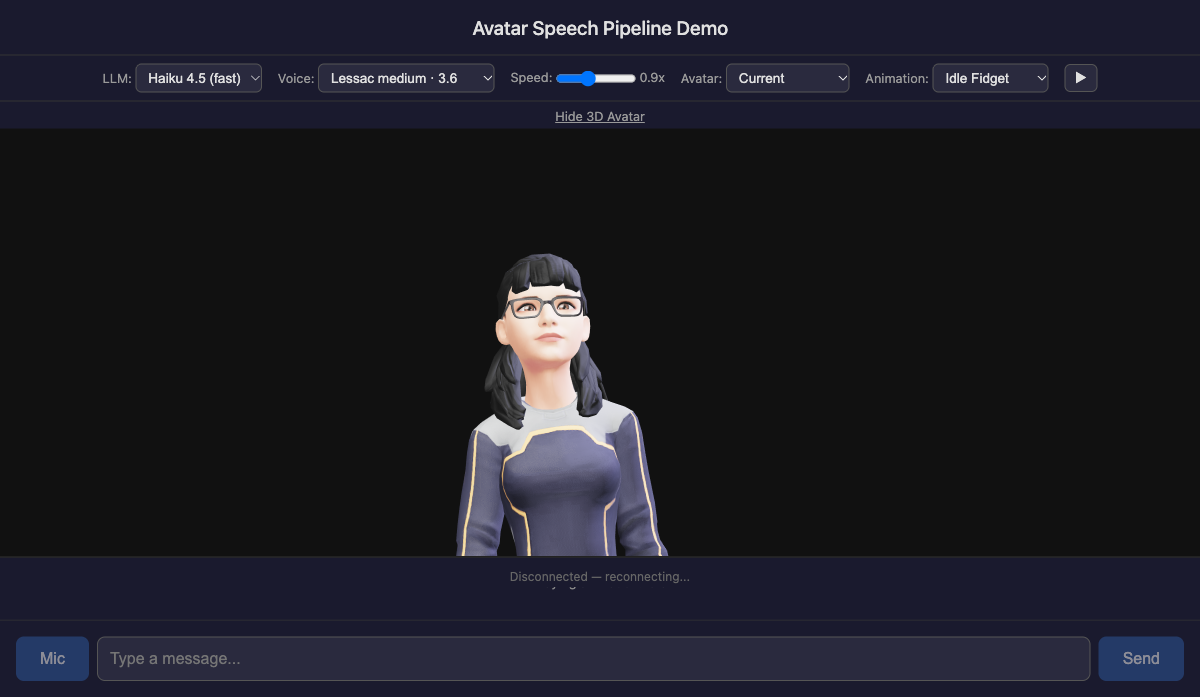 Avatar Speech Pipeline Demo
LLM: Haiku 4.5 (fast) Voice: Lessac medium · 3.6 Speed: 0.9x Avatar: Current Animation: Idle Fidget
Hide 3D Avatar
Disconnected — reconnecting...
Mic Type a message... Send